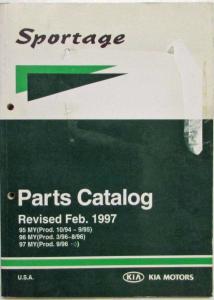 Sportage
Parts Catalog
Revised Feb. 1997
95 MY(Prod. 10/94 ~ 9/95)
96 MY(Prod. 3/96~8/96)
97 MY(Prod. 9/96 ~)
U.S.A.
KIA KIA MOTORS